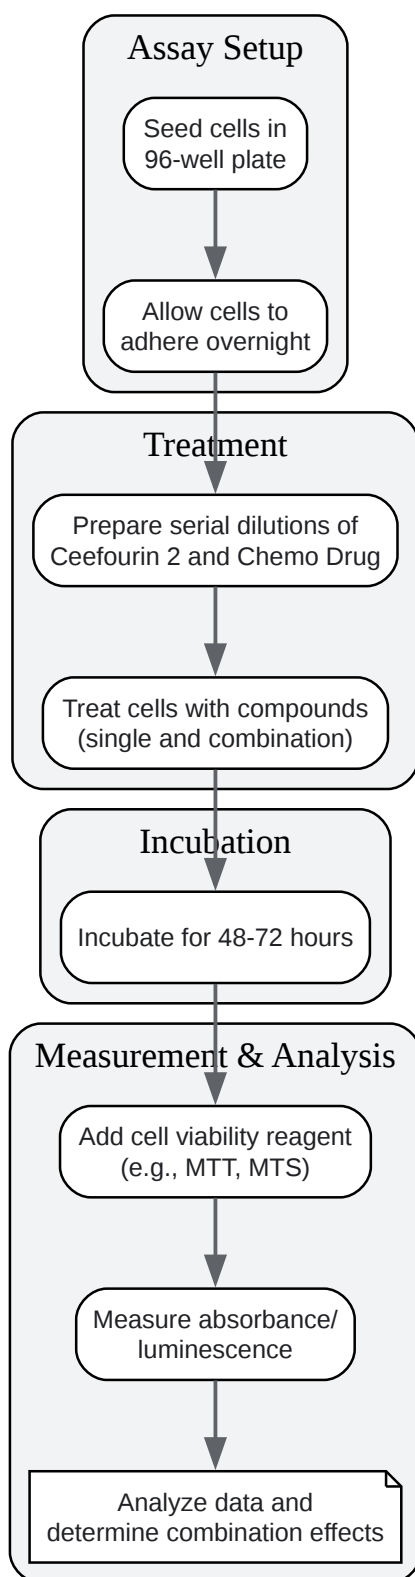 Assay Setup
Seed cells in
96-well plate
Allow cells to
adhere overnight
Treatment
Prepare serial dilutions of
Ceefourin 2 and Chemo Drug
Treat cells with compounds
(single and combination)
Incubation
Incubate for 48-72 hours
Measurement & Analysis
Add cell viability reagent
(e.g., MTT, MTS)
Measure absorbance/
luminescence
Analyze data and
determine combination effects